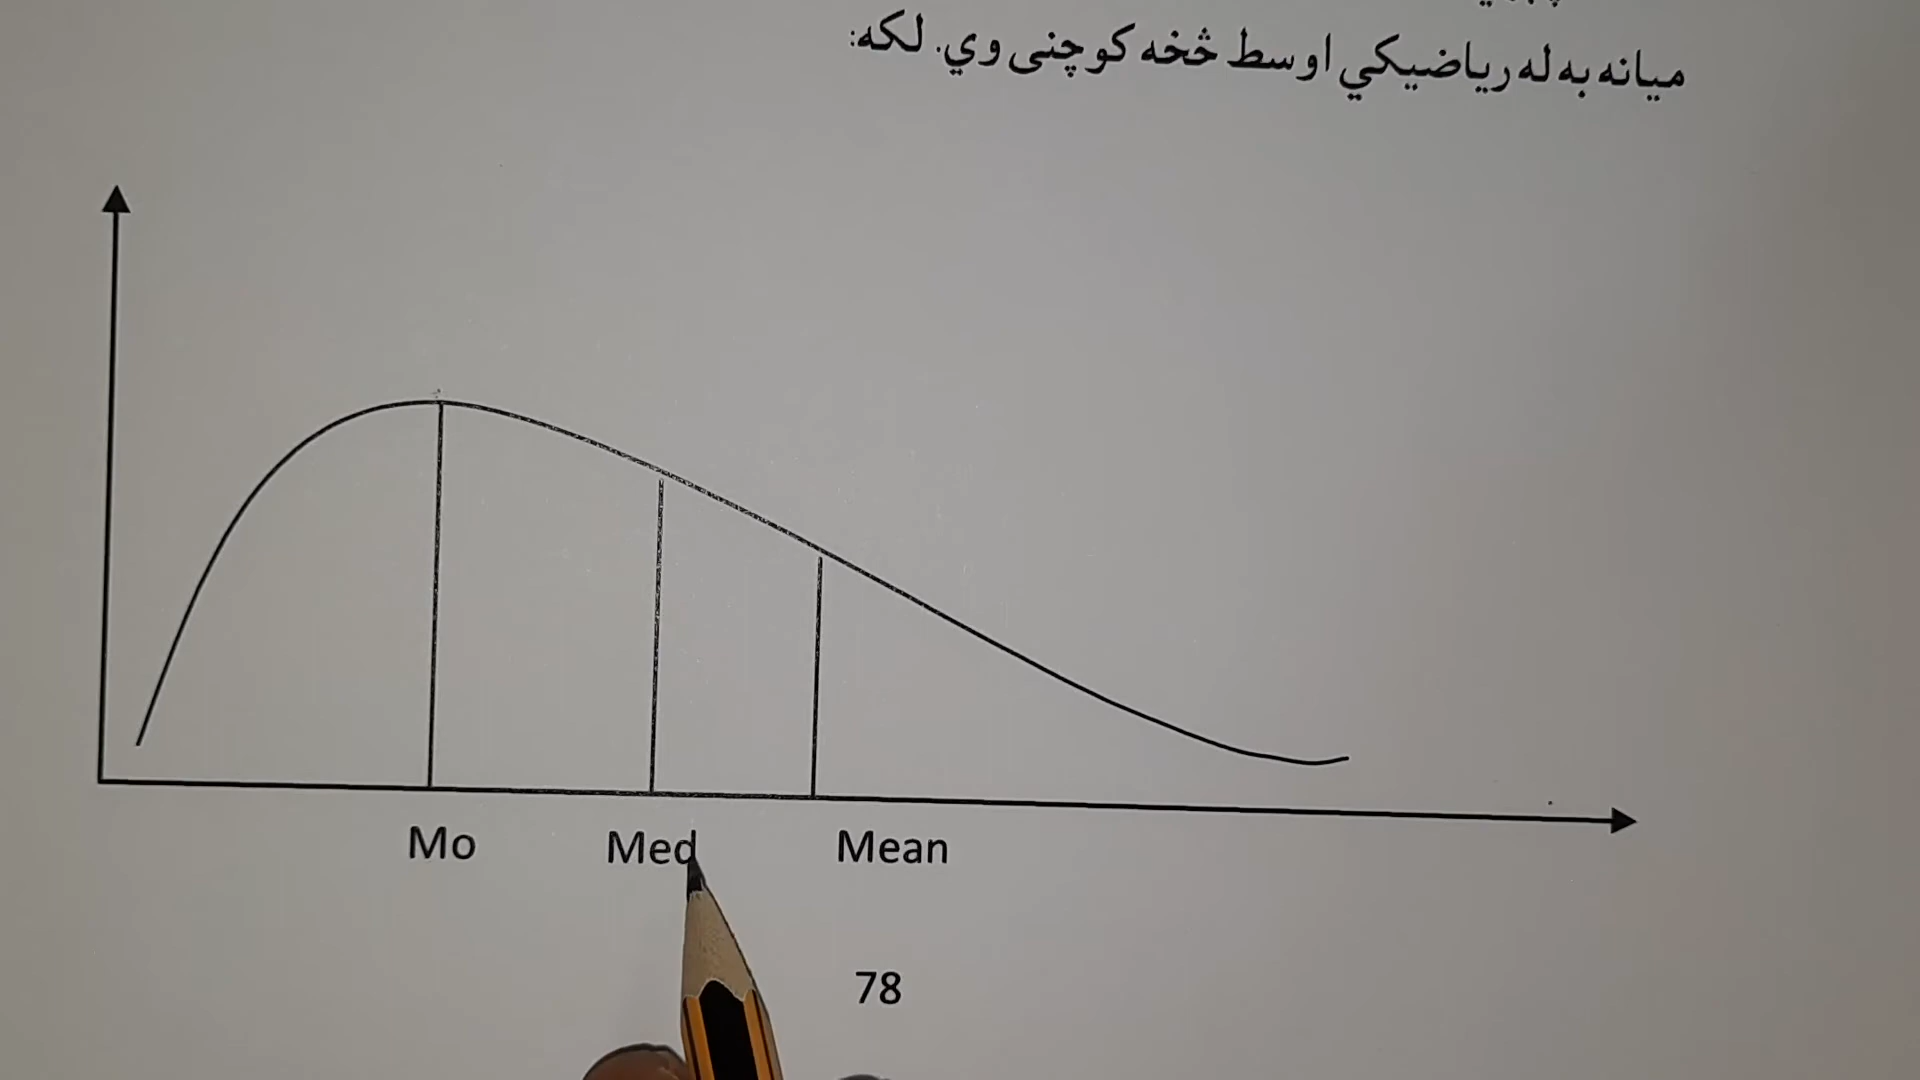 میانه به له ریاضیکي اوسط څخه کوچنی وي. لکه:
Mo Med Mean
78